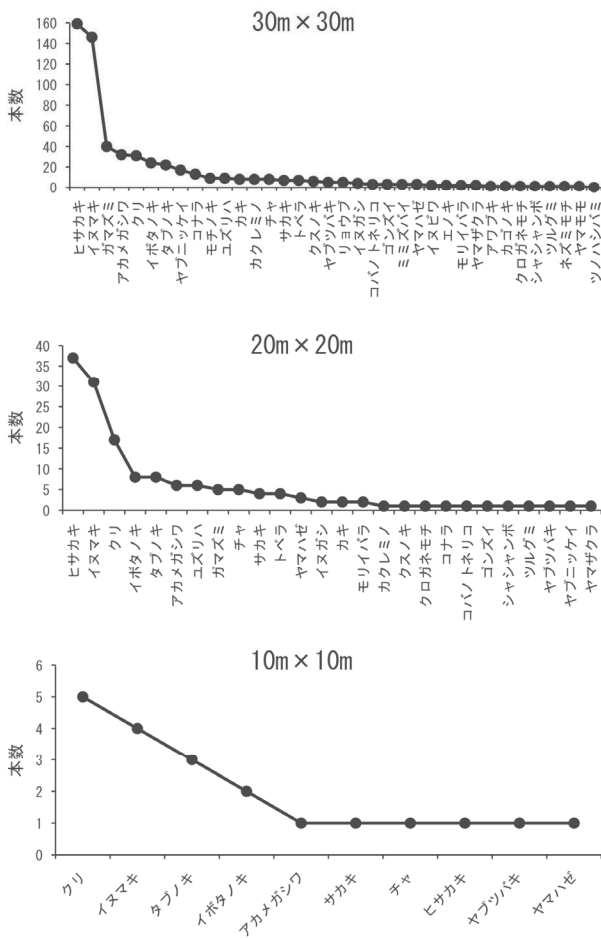 30m×30m
本数
160
140
120
100
80
60
40
20
0
ヒサカキ
イヌマキ
ガマズミ
アカメガシワ
クリ
イボタノキ
タブノキ
ヤブニッケイ
コナラ
モチノキ
ユズリハ
カキ
カクレミノ
チャ
サカキ
トベラ
クスノキ
ヤブツバキ
リョウブ
イヌガシ
コバノトネリコ
ゴンズイ
ミミズバイ
ヤマハゼ
イヌビワ
エノキ
モリイバラ
ヤマザクラ
アワブキ
カゴノキ
クロガネモチ
シャシャンボ
ツルグミ
ネズミモチ
ヤマモモ
ツノハシバミ
20m×20m
本数
40
35
30
25
20
15
10
5
0
ヒサカキ
イヌマキ
クリ
イボタノキ
タブノキ
アカメガシワ
ユズリハ
ガマズミ
チャ
サカキ
トベラ
ヤマハゼ
イヌガシ
カキ
モリイバラ
カクレミノ
クスノキ
クロガネモチ
コナラ
コバノトネリコ
ゴンズイ
シャシャンボ
ツルグミ
ヤブツバキ
ヤブニッケイ
ヤマザクラ
10m×10m
本数
6
5
4
3
2
1
0
クリ
イヌマキ
タブノキ
イボタノキ
アカメガシワ
サカキ
チャ
ヒサカキ
ヤブツバキ
ヤマハゼ